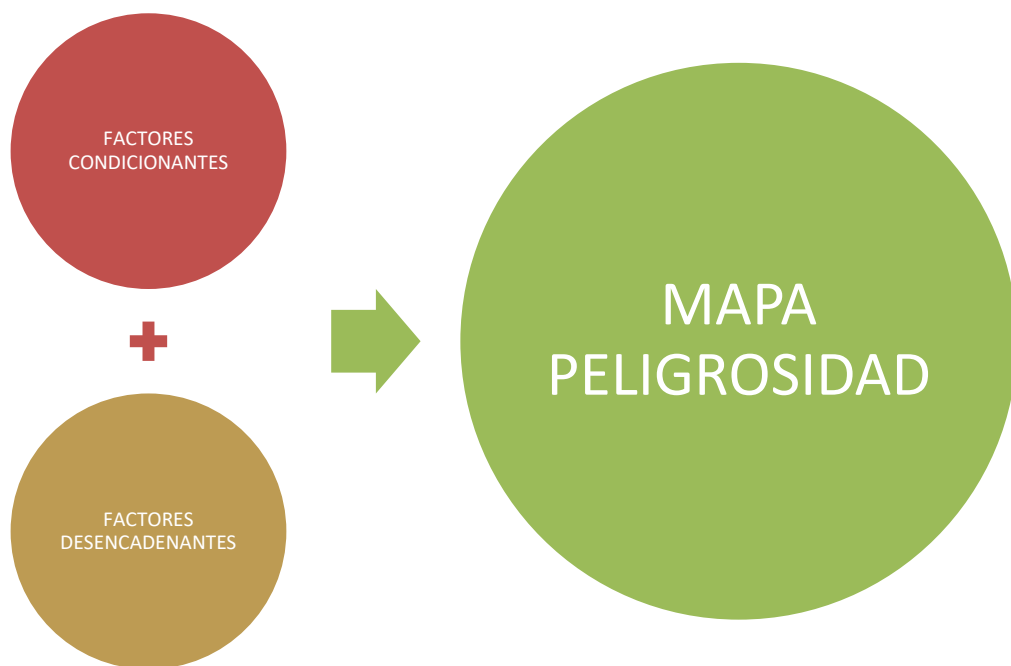 FACTORES
CONDICIONANTES
FACTORES
DESENCADENANTES
MAPA
PELIGROSIDAD